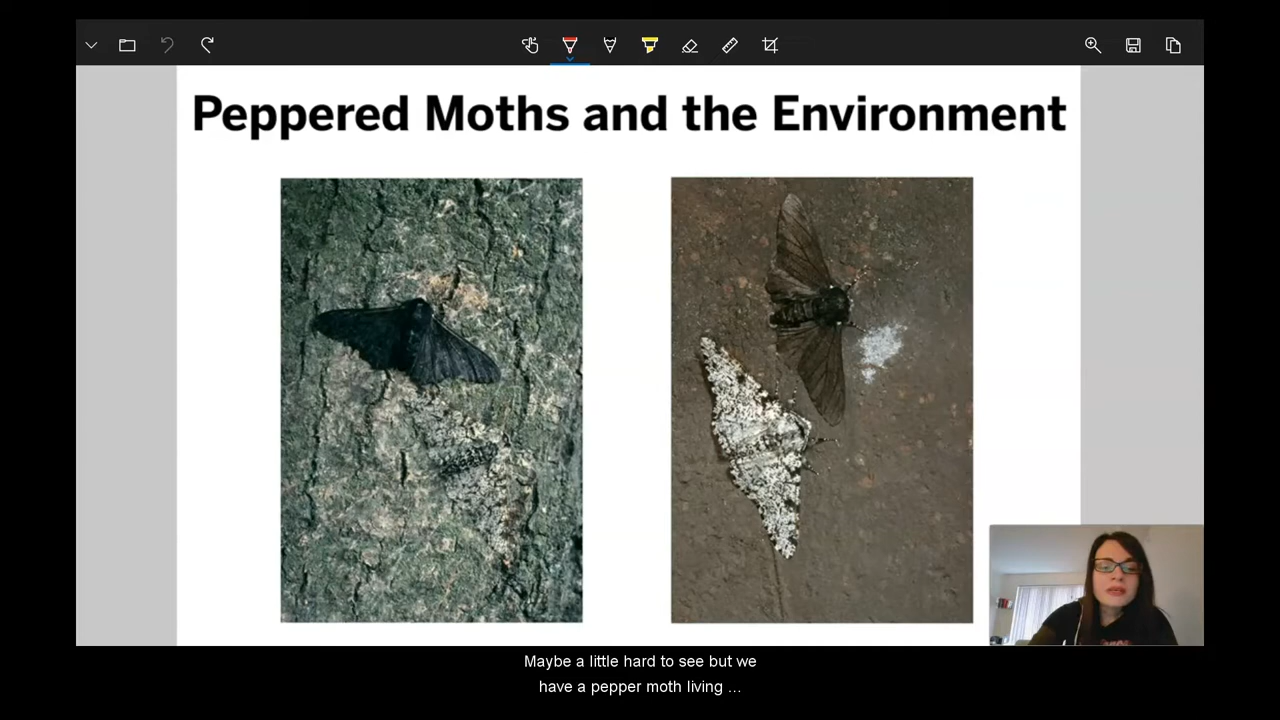 Peppered Moths and the Environment
Maybe a little hard to see but we
have a pepper moth living ...